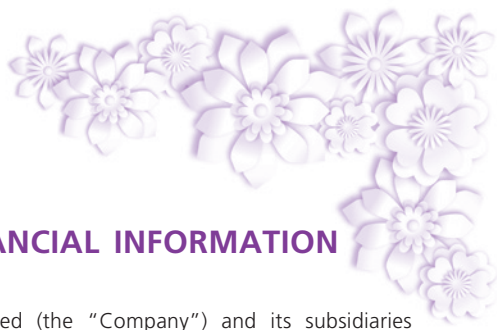 ANCIAL INFORMATION
ed (the “Company”) and its subsidiaries